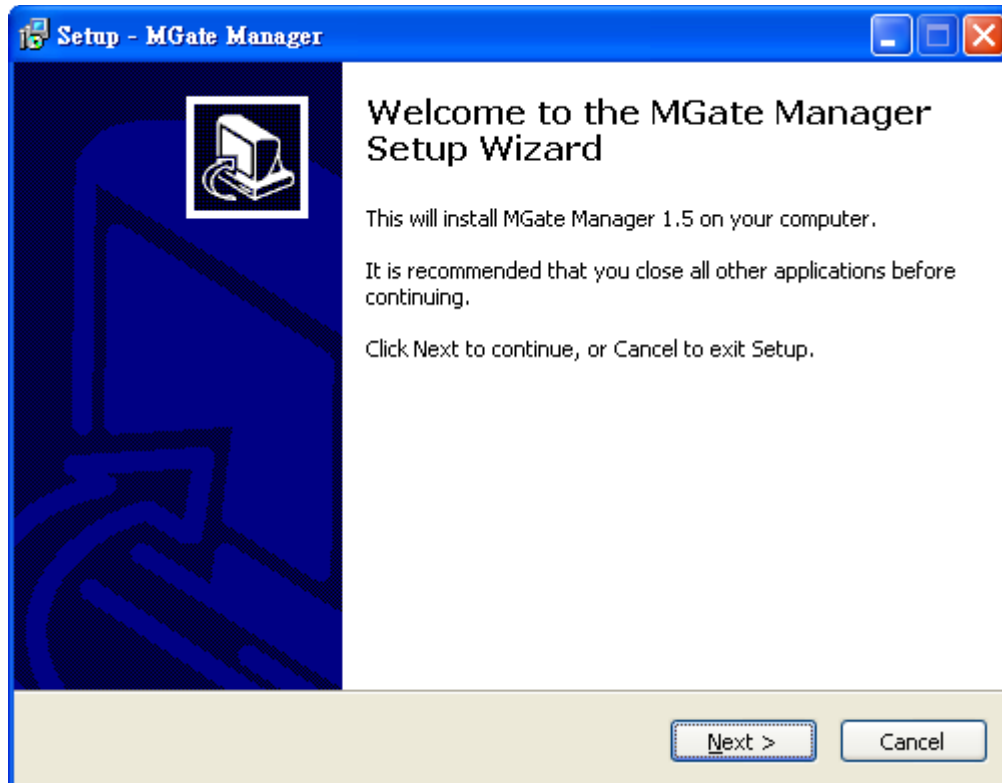 Setup - MGate Manager
Welcome to the MGate Manager
Setup Wizard
This will install MGate Manager 1.5 on your computer.
It is recommended that you close all other applications before
continuing.
Click Next to continue, or Cancel to exit Setup.
Next >
Cancel